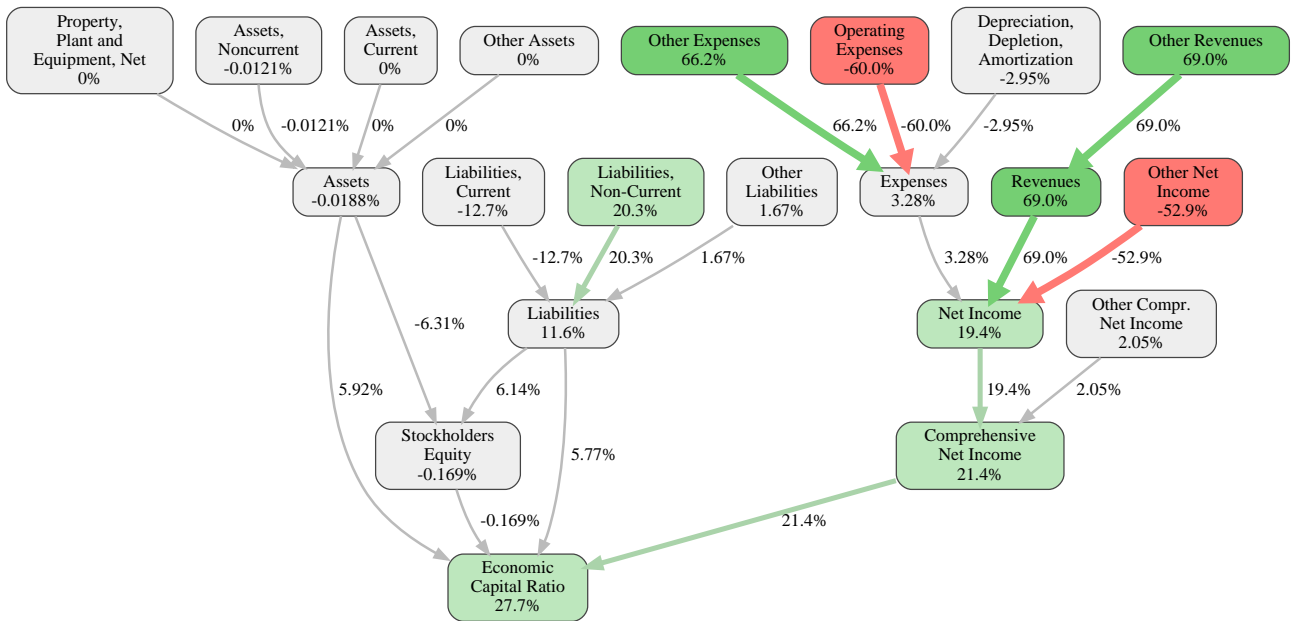 Property,
Plant and
Equipment, Net
0%
Assets,
Noncurrent
-0.0121%
Assets,
Current
0%
Other Assets
0%
Other Expenses
66.2%
Operating
Expenses
-60.0%
Depreciation,
Depletion,
Amortization
-2.95%
Other Revenues
69.0%
0%
-0.0121%
0%
0%
66.2%
-60.0%
-2.95%
69.0%
Assets
-0.0188%
Liabilities,
Current
-12.7%
Liabilities,
Non-Current
20.3%
Other
Liabilities
1.67%
Expenses
3.28%
Revenues
69.0%
Other Net
Income
-52.9%
-12.7%
20.3%
1.67%
3.28%
69.0%
-52.9%
Liabilities
11.6%
Net Income
19.4%
Other Compr.
Net Income
2.05%
-6.31%
5.92%
6.14%
19.4%
2.05%
Stockholders
Equity
-0.169%
5.77%
Comprehensive
Net Income
21.4%
-0.169%
21.4%
Economic
Capital Ratio
27.7%